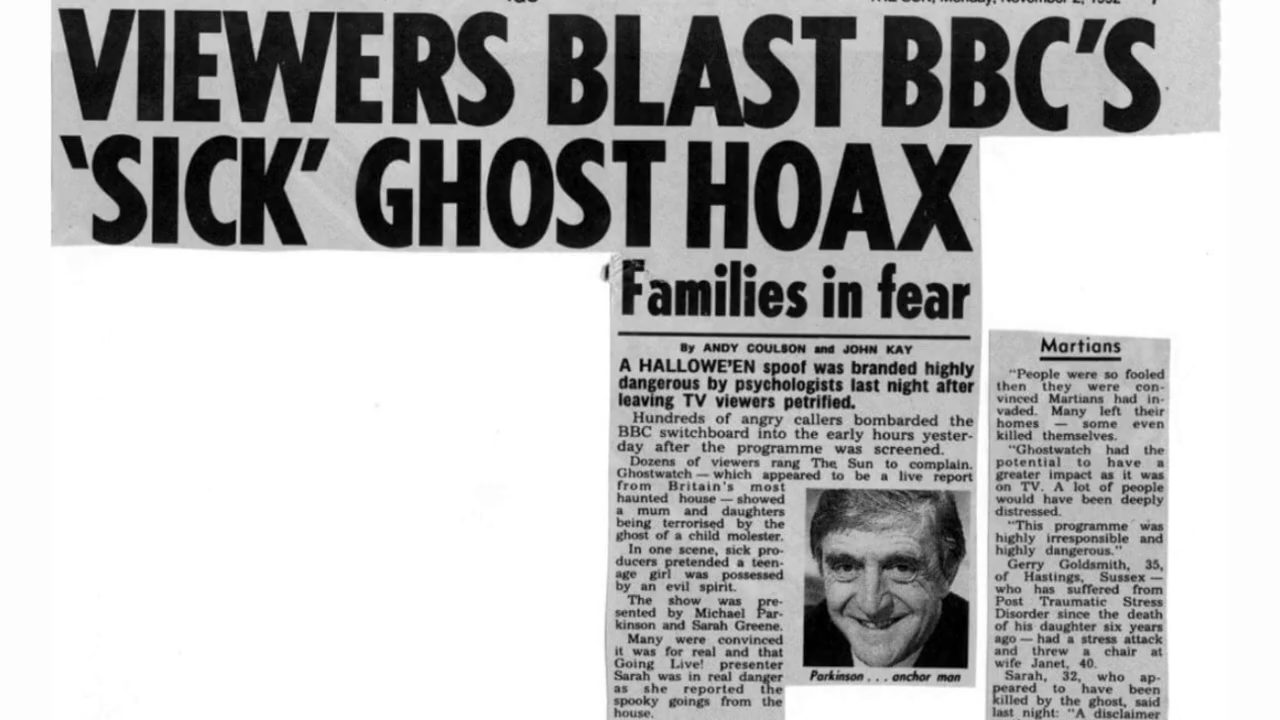 THE SUN, Monday, November 2, 1992
VIEWERS BLAST BBC'S
'SICK' GHOST HOAX
'Families in fear
By ANDY COULSON and JOHN KAY
A HALLOWE'EN spoof was branded highly
dangerous by psychologists last night after
leaving TV viewers petrified.
Hundreds of angry callers bombarded the
BBC switchboard into the early hours yester-
day after the programme was screened.
Dozens of viewers rang The Sun to complain.
Ghostwatch — which appeared to be a live report
from Britain's most
haunted house — showed
a mum and daughters
being terrorised by the
ghost of a child molester.
In one scene, sick pro-
ducers pretended a teen-
age girl was possessed
by an evil spirit.
The show was pre-
sented by Michael Par-
kinson and Sarah Greene.
Many were convinced
it was for real and that
Going Live! presenter
Sarah was in real danger
as she reported the
spooky goings from the
house.
Parkinson . . . anchor man
Martians
"People were so fooled
then they were con-
vinced Martians had in-
vaded. Many left their
homes — some even
killed themselves.
"Ghostwatch had the
potential to have a
greater impact as it was
on TV. A lot of people
would have been deeply
distressed.
"This programme was
highly irresponsible and
highly dangerous."
Gerry Goldsmith, 35,
of Hastings, Sussex —
who has suffered from
Post Traumatic Stress
Disorder since the death
of his daughter six years
ago — had a stress attack
and threw a chair at
wife Janet, 40.
Sarah, 32, who ap-
peared to have been
killed by the ghost, said
last night: "A disclaimer